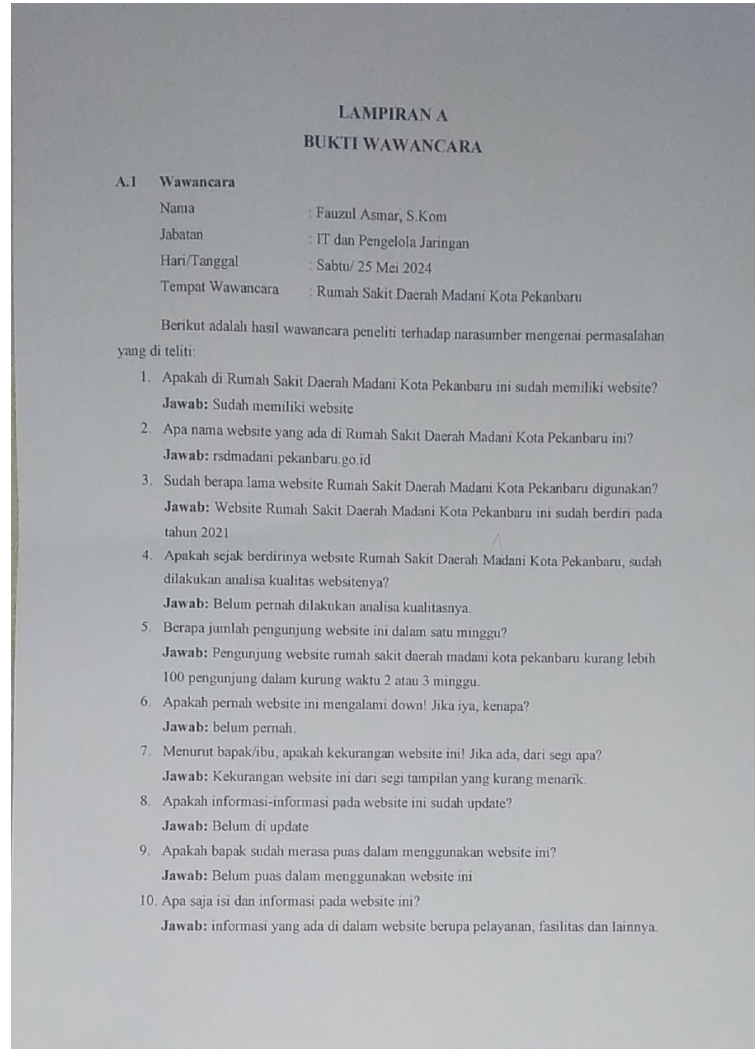 LAMPIRAN A
BUKTI WAWANCARA
A.1 Wawancara
Nama : Fauzul Asmar, S.Kom
Jabatan : IT dan Pengelola Jaringan
Hari/Tanggal : Sabtu/ 25 Mei 2024
Tempat Wawancara : Rumah Sakit Daerah Madani Kota Pekanbaru
Berikut adalah hasil wawancara peneliti terhadap narasumber mengenai permasalahan
yang di teliti:
1. Apakah di Rumah Sakit Daerah Madani Kota Pekanbaru ini sudah memiliki website?
Jawab: Sudah memiliki website
2. Apa nama website yang ada di Rumah Sakit Daerah Madani Kota Pekanbaru ini?
Jawab: rsdmadani.pekanbaru.go.id
3. Sudah berapa lama website Rumah Sakit Daerah Madani Kota Pekanbaru digunakan?
Jawab: Website Rumah Sakit Daerah Madani Kota Pekanbaru ini sudah berdiri pada
tahun 2021
4. Apakah sejak berdirinya website Rumah Sakit Daerah Madani Kota Pekanbaru, sudah
dilakukan analisa kualitas websitenya?
Jawab: Belum pernah dilakukan analisa kualitasnya.
5. Berapa jumlah pengunjung website ini dalam satu minggu?
Jawab: Pengunjung website rumah sakit daerah madani kota pekanbaru kurang lebih
100 pengunjung dalam kurung waktu 2 atau 3 minggu.
6. Apakah pernah website ini mengalami down! Jika iya, kenapa?
Jawab: belum pernah.
7. Menurut bapak/ibu, apakah kekurangan website ini! Jika ada, dari segi apa?
Jawab: Kekurangan website ini dari segi tampilan yang kurang menarik.
8. Apakah informasi-informasi pada website ini sudah update?
Jawab: Belum di update
9. Apakah bapak sudah merasa puas dalam menggunakan website ini?
Jawab: Belum puas dalam menggunakan website ini
10. Apa saja isi dan informasi pada website ini?
Jawab: informasi yang ada di dalam website berupa pelayanan, fasilitas dan lainnya.